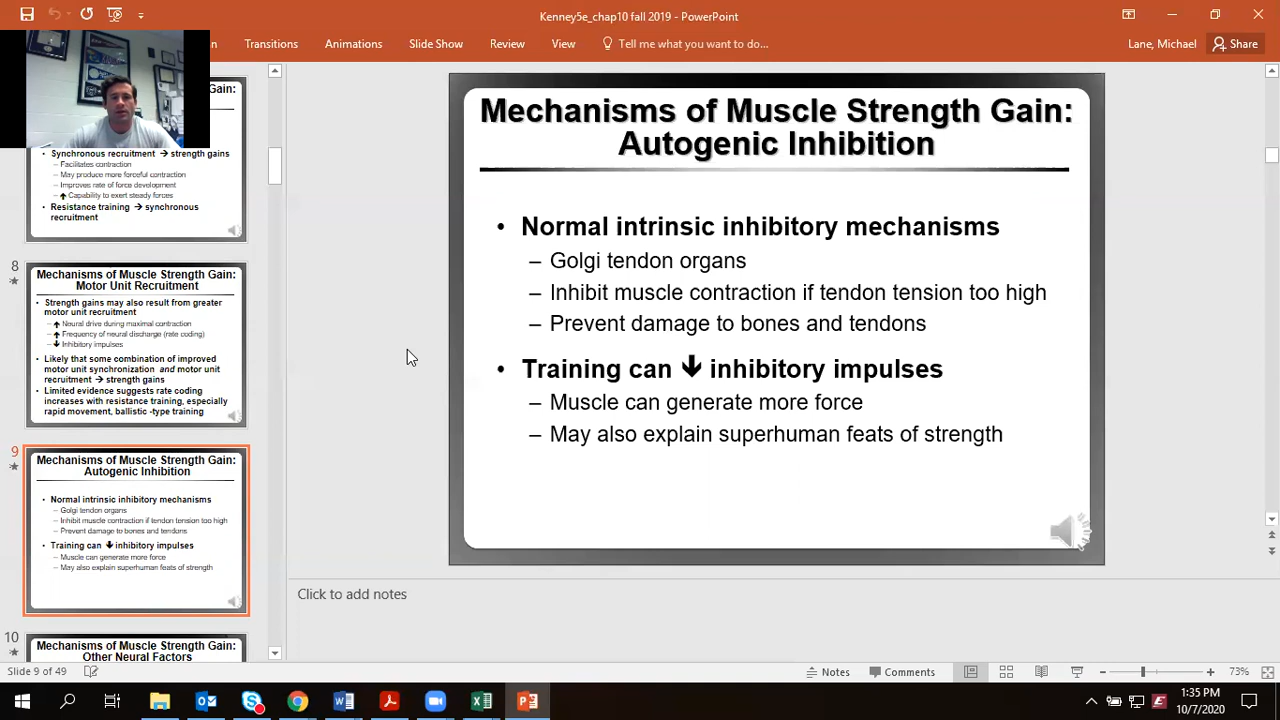 Kenney5e_chap10 fall 2019 - PowerPoint
Transitions
Animations
Slide Show
Review
View
Tell me what you want to do...
Lane, Michael
Share
Gain:
Synchronous recruitment → strength gains
– Facilitates contraction
– May produce more forceful contraction
– Improves rate of force development
– ↑ Capability to exert steady forces
• Resistance training → synchronous
recruitment
8
Mechanisms of Muscle Strength Gain:
Motor Unit Recruitment
• Strength gains may also result from greater
motor unit recruitment
– ↑ Neural drive during maximal contraction
– ↑ Frequency of neural discharge (rate coding)
– ↓ Inhibitory impulses
• Likely that some combination of improved
motor unit synchronization and motor unit
recruitment → strength gains
• Limited evidence suggests rate coding
increases with resistance training, especially
rapid movement, ballistic -type training
9
Mechanisms of Muscle Strength Gain:
Autogenic Inhibition
• Normal intrinsic inhibitory mechanisms
– Golgi tendon organs
– Inhibit muscle contraction if tendon tension too high
– Prevent damage to bones and tendons
• Training can ↓ inhibitory impulses
– Muscle can generate more force
– May also explain superhuman feats of strength
10
Mechanisms of Muscle Strength Gain:
Other Neural Factors
Mechanisms of Muscle Strength Gain:
Autogenic Inhibition
• Normal intrinsic inhibitory mechanisms
– Golgi tendon organs
– Inhibit muscle contraction if tendon tension too high
– Prevent damage to bones and tendons
• Training can ↓ inhibitory impulses
– Muscle can generate more force
– May also explain superhuman feats of strength
Click to add notes
Slide 9 of 49
Notes
Comments
73%
1:35 PM
10/7/2020